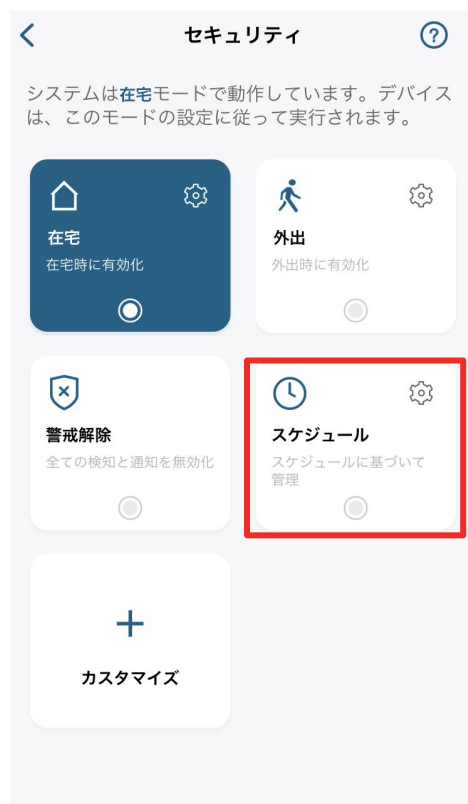 セキュリティ
?
システムは在宅モードで動作しています。デバイス
は、このモードの設定に従って実行されます。
在宅
在宅時に有効化
外出
外出時に有効化
警戒解除
全ての検知と通知を無効化
スケジュール
スケジュールに基づいて
管理
カスタマイズ